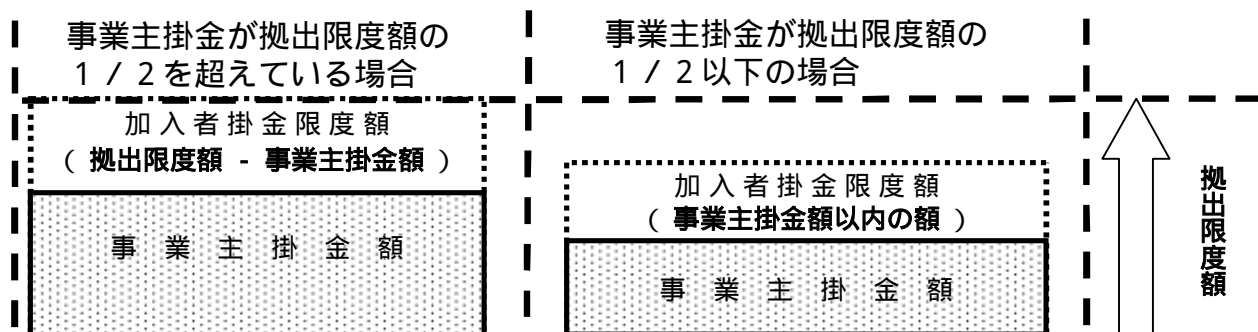 事業主掛金が拠出限度額の
1/2を超えている場合
加入者掛金限度額
(拠出限度額-事業主掛金額)
事業主掛金額
事業主掛金が拠出限度額の
1/2以下の場合
加入者掛金限度額
(事業主掛金額以内の額)
事業主掛金額
拠出限度額